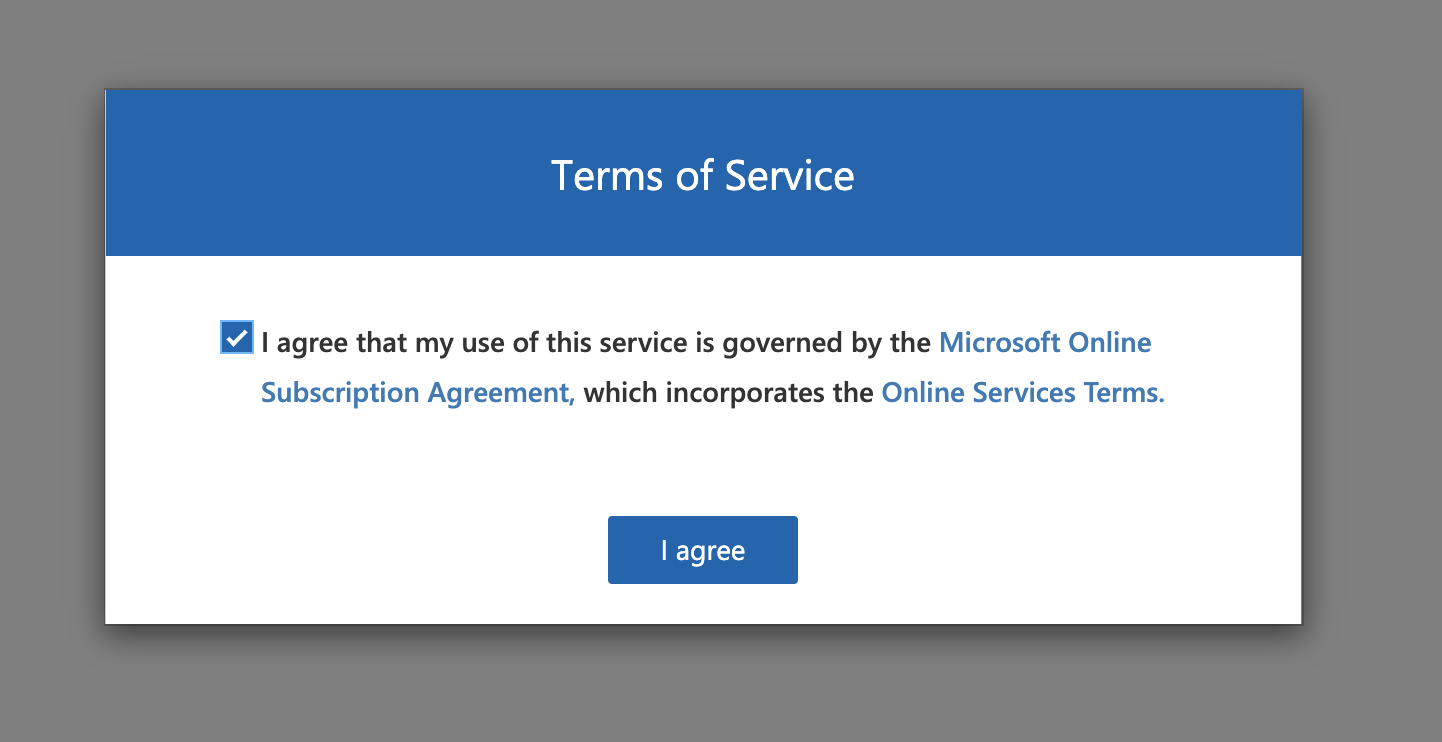 Terms of Service
I agree that my use of this service is governed by the Microsoft Online
Subscription Agreement, which incorporates the Online Services Terms.
I agree